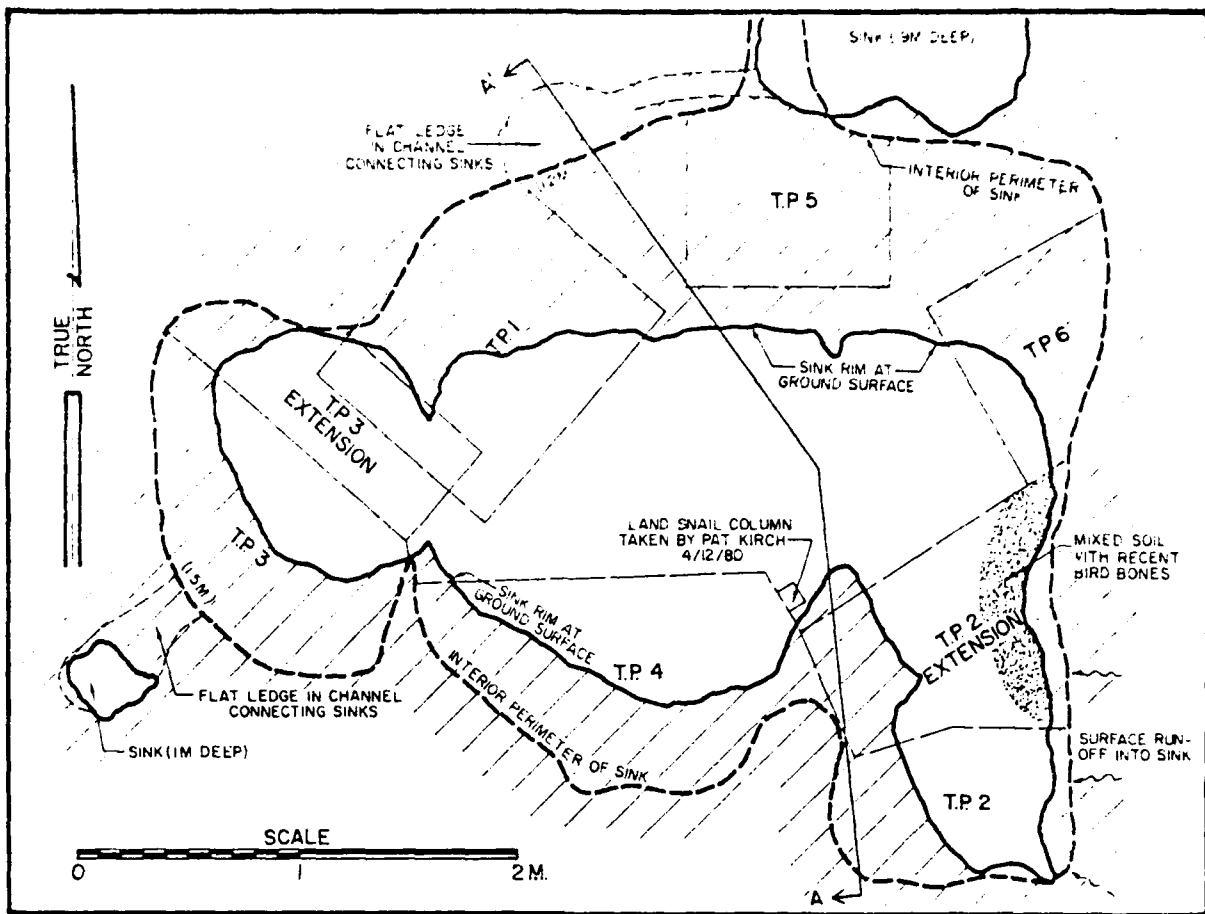 SINK (.9M DEEP)
A'
FLAT LEDGE
IN CHANNEL
CONNECTING SINKS
INTERIOR PERIMETER
OF SINK
T.P. 5
TRUE
NORTH
T.P. 1
T.P. 6
SINK RIM AT
GROUND SURFACE
T.P. 3
EXTENSION
LAND SNAIL COLUMN
TAKEN BY PAT KIRCH
4/12/80
MIXED SOIL
WITH RECENT
BIRD BONES
T.P. 3
(1.5M)
SINK RIM AT
GROUND SURFACE
T.P. 2
EXTENSION
T.P. 4
FLAT LEDGE IN CHANNEL
CONNECTING SINKS
INTERIOR PERIMETER OF SINK
SINK (1M DEEP)
SURFACE RUN-
OFF INTO SINK
T.P. 2
SCALE
0 1 2 M.
A